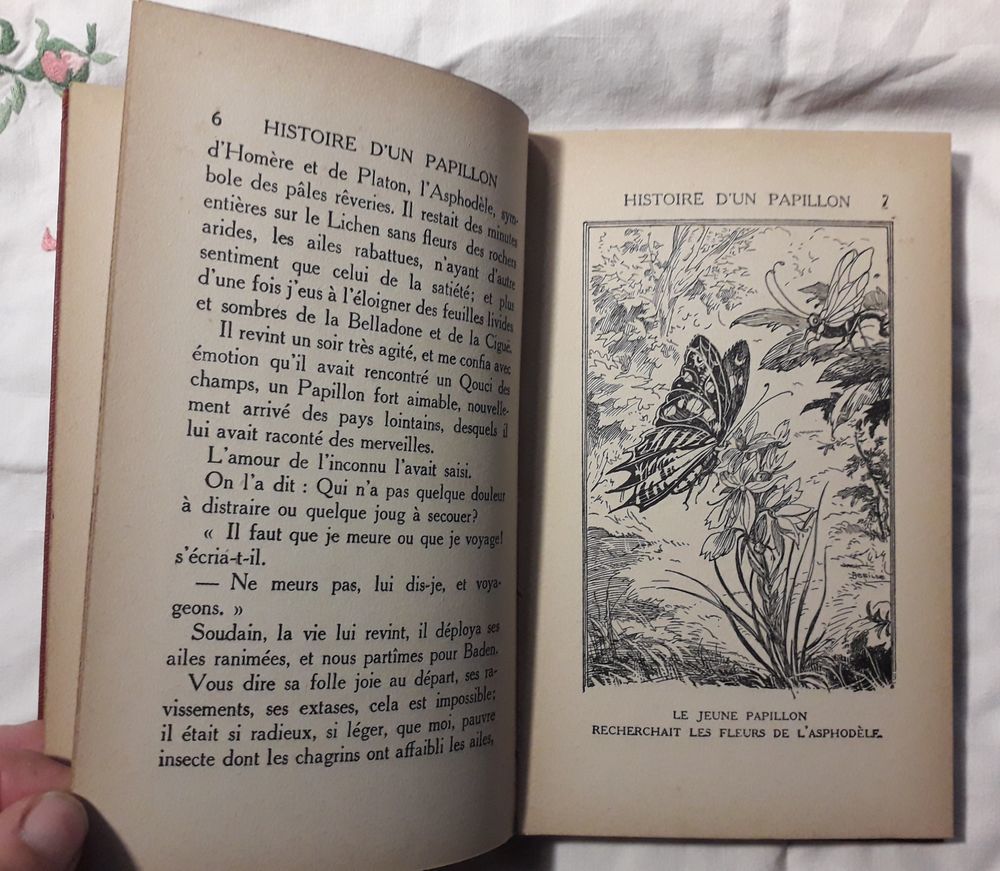 6 HISTOIRE D'UN PAPILLON
d'Homère et de Platon, l'Asphodèle, sym-
bole des pâles rêveries. Il restait des minutes
entières sur le Lichen sans fleurs des rochers
arides, les ailes rabattues, n'ayant d'autre
sentiment que celui de la satiété; et plus
d'une fois j'eus à l'éloigner des feuilles livides
et sombres de la Belladone et de la Ciguë.
Il revint un soir très agité, et me confia avec
émotion qu'il avait rencontré un Qouci des
champs, un Papillon fort aimable, nouvelle-
ment arrivé des pays lointains, desquels il
lui avait raconté des merveilles.
L'amour de l'inconnu l'avait saisi.
On l'a dit : Qui n'a pas quelque douleur
à distraire ou quelque joug à secouer?
« Il faut que je meure ou que je voyage!
s'écria-t-il.
— Ne meurs pas, lui dis-je, et voya-
geons. »
Soudain, la vie lui revint, il déploya ses
ailes ranimées, et nous partîmes pour Baden.
Vous dire sa folle joie au départ, ses ra-
vissements, ses extases, cela est impossible;
il était si radieux, si léger, que moi, pauvre
insecte dont les chagrins ont affaibli les ailes,
HISTOIRE D'UN PAPILLON 7
LE JEUNE PAPILLON
RECHERCHAIT LES FLEURS DE L'ASPHODÈLE.